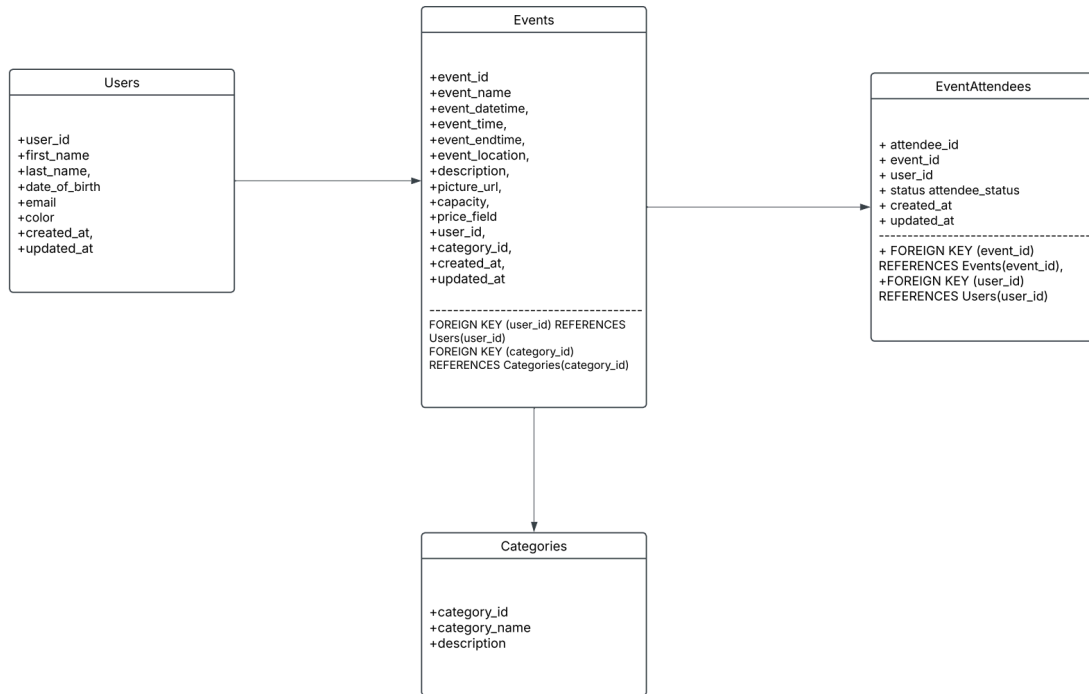 Users
+user_id
+first_name
+last_name,
+date_of_birth
+email
+color
+created_at,
+updated_at
Events
+event_id
+event_name
+event_datetime,
+event_time,
+event_endtime,
+event_location,
+description,
+picture_url,
+capacity,
+price_field
+user_id,
+category_id,
+created_at,
+updated_at
FOREIGN KEY (user_id) REFERENCES
Users(user_id)
FOREIGN KEY (category_id)
REFERENCES Categories(category_id)
EventAttendees
+ attendee_id
+ event_id
+ user_id
+ status attendee_status
+ created_at
+ updated_at
+ FOREIGN KEY (event_id)
REFERENCES Events(event_id),
+FOREIGN KEY (user_id)
REFERENCES Users(user_id)
Categories
+category_id
+category_name
+description